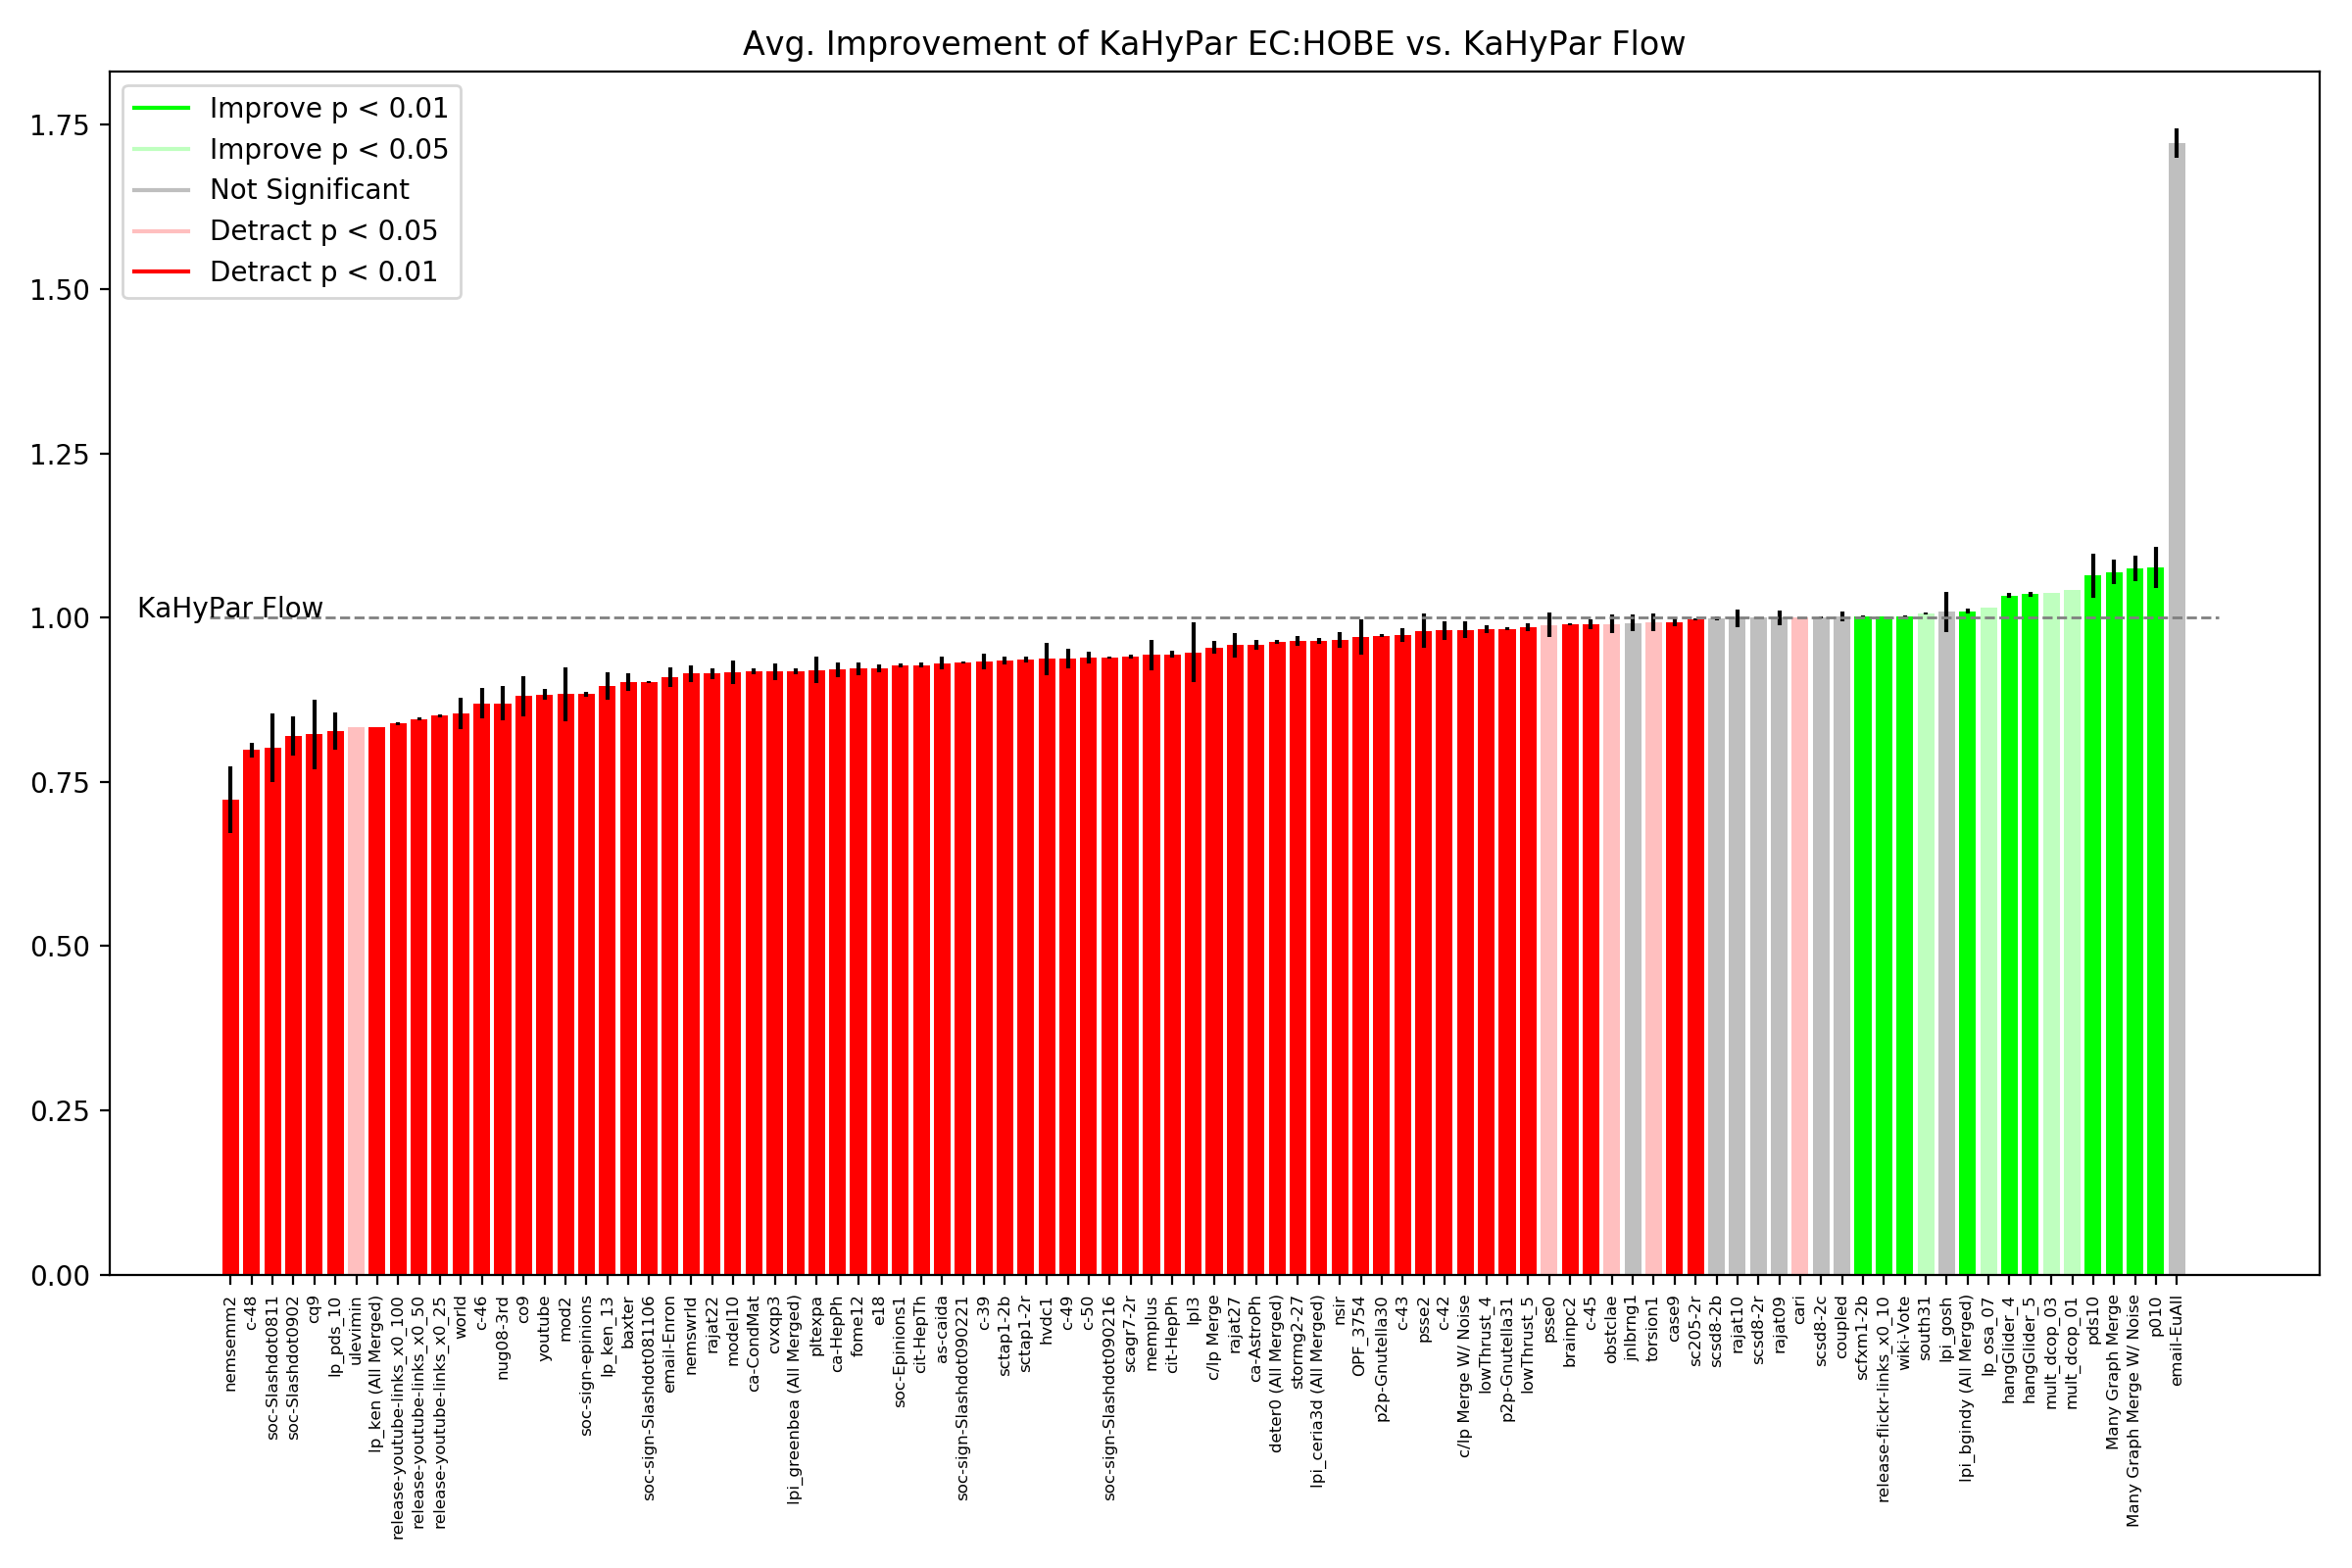 Avg. Improvement of KaHyPar EC:HOBE vs. KaHyPar Flow
Improve p < 0.01
Improve p < 0.05
Not Significant
Detract p < 0.05
Detract p < 0.01
1.75
1.50
1.25
1.00
0.75
0.50
0.25
0.00
KaHyPar Flow
nemsemm2
c-48
soc-Slashdot0811
soc-Slashdot0902
cq9
lp_pds_10
ulevimin
lp_ken (All Merged)
release-youtube-links_x0_100
release-youtube-links_x0_50
release-youtube-links_x0_25
world
c-46
nug08-3rd
co9
youtube
mod2
soc-sign-epinions
lp_ken_13
baxter
soc-sign-Slashdot081106
email-Enron
nemswrld
rajat22
model10
ca-CondMat
cvxqp3
lpi_greenbea (All Merged)
pltexpa
ca-HepPh
fome12
e18
soc-Epinions1
cit-HepTh
as-caida
soc-sign-Slashdot090221
c-39
sctap1-2b
sctap1-2r
hvdc1
c-49
c-50
soc-sign-Slashdot090216
scagr7-2r
memplus
cit-HepPh
lpl3
c/lp Merge
rajat27
ca-AstroPh
deter0 (All Merged)
stormg2-27
lpi_ceria3d (All Merged)
nsir
OPF_3754
p2p-Gnutella30
c-43
psse2
c-42
c/lp Merge W/ Noise
lowThrust_4
p2p-Gnutella31
lowThrust_5
psse0
brainpc2
c-45
obstclae
jnlbrng1
torsion1
case9
sc205-2r
scsd8-2b
rajat10
scsd8-2r
rajat09
cari
scsd8-2c
coupled
scfxm1-2b
release-flickr-links_x0_10
wiki-Vote
south31
lpi_gosh
lpi_bgindy (All Merged)
lp_osa_07
hangGlider_4
hangGlider_5
mult_dcop_03
mult_dcop_01
pds10
Many Graph Merge
Many Graph Merge W/ Noise
p010
email-EuAll